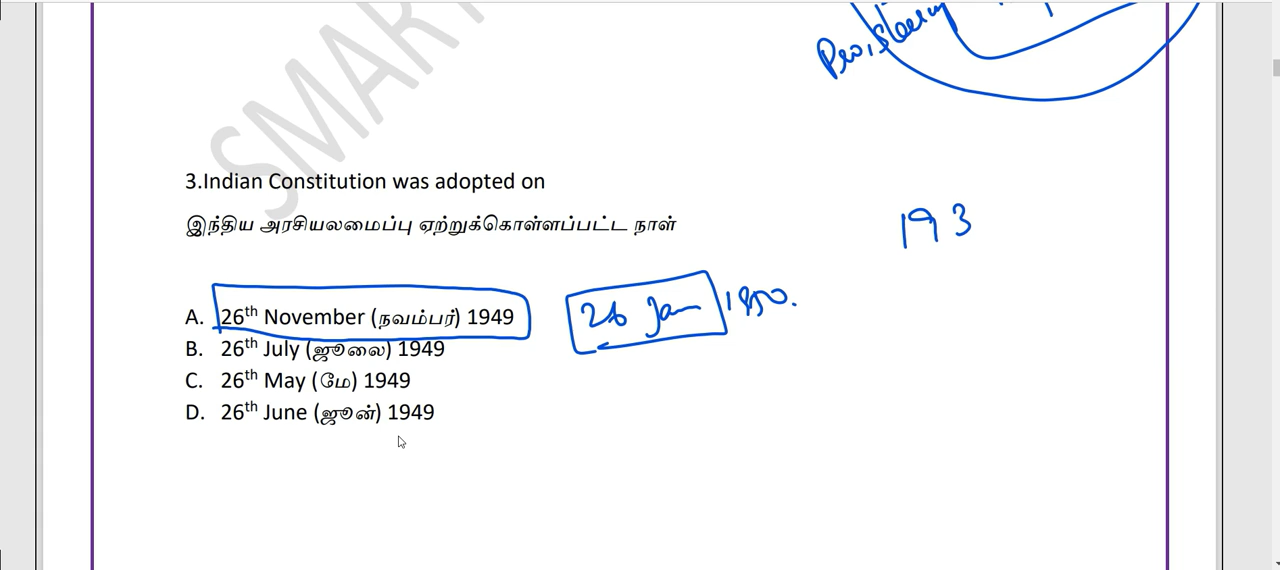 SMAR
3.Indian Constitution was adopted on
இந்திய அரசியலமைப்பு ஏற்றுக்கொள்ளப்பட்ட நாள்
193
A. 26th November (நவம்பர்) 1949
26 Jan 1950.
B. 26th July (ஜூலை) 1949
C. 26th May (மே) 1949
D. 26th June (ஜூன்) 1949